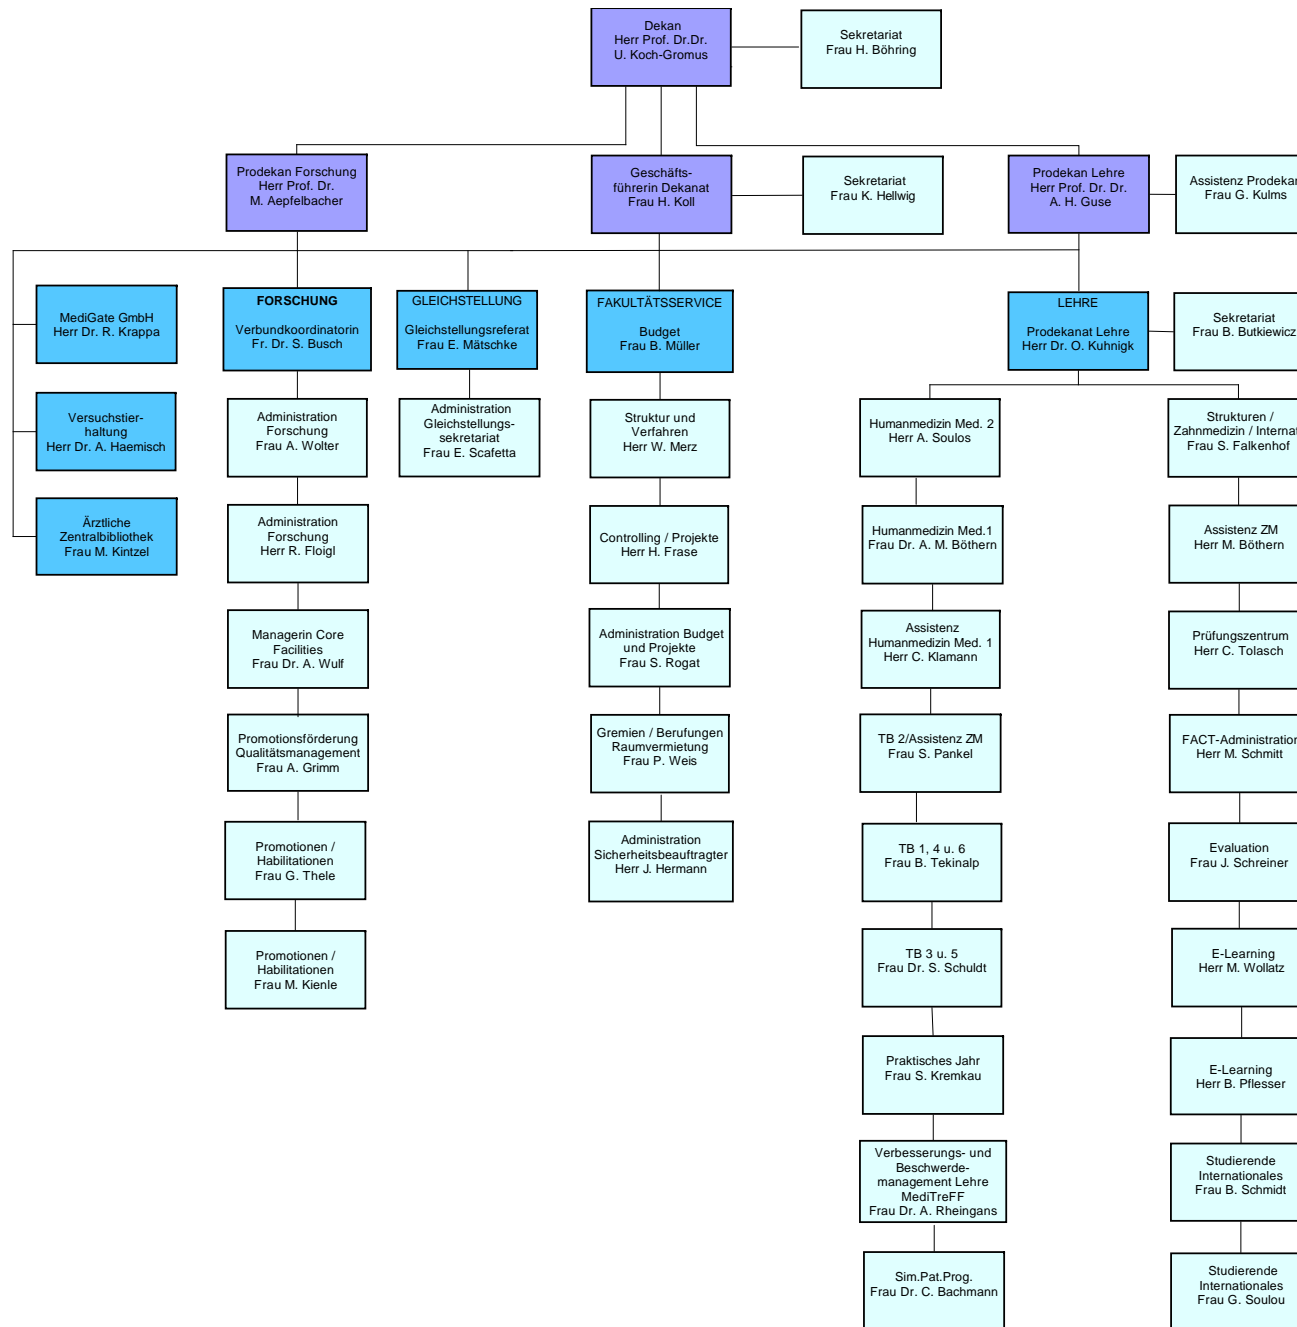 Dekan
Herr Prof. Dr.Dr.
U. Koch-Gromus
Sekretariat
Frau H. Böhring
Prodekan Forschung
Herr Prof. Dr.
M. Aepfelbacher
Geschäfts-
führerin Dekanat
Frau H. Koll
Sekretariat
Frau K. Hellwig
Prodekan Lehre
Herr Prof. Dr. Dr.
A. H. Guse
Assistenz Prodekan
Frau G. Kulms
MediGate GmbH
Herr Dr. R. Krappa
Versuchstier-
haltung
Herr Dr. A. Haemisch
Ärztliche
Zentralbibliothek
Frau M. Kintzel
FORSCHUNG
Verbundkoordinatorin
Fr. Dr. S. Busch
Administration
Forschung
Frau A. Wolter
Administration
Forschung
Herr R. Floigl
Managerin Core
Facilities
Frau Dr. A. Wulf
Promotionsförderung
Qualitätsmanagement
Frau A. Grimm
Promotionen /
Habilitationen
Frau G. Thele
Promotionen /
Habilitationen
Frau M. Kienle
GLEICHSTELLUNG
Gleichstellungsreferat
Frau E. Mätschke
Administration
Gleichstellungs-
sekretariat
Frau E. Scafetta
FAKULTÄTSSERVICE
Budget
Frau B. Müller
Struktur und
Verfahren
Herr W. Merz
Controlling / Projekte
Herr H. Frase
Administration Budget
und Projekte
Frau S. Rogat
Gremien / Berufungen
Raumvermietung
Frau P. Weis
Administration
Sicherheitsbeauftragter
Herr J. Hermann
LEHRE
Prodekanat Lehre
Herr Dr. O. Kuhnigk
Sekretariat
Frau B. Butkiewicz
Humanmedizin Med. 2
Herr A. Soulos
Humanmedizin Med.1
Frau Dr. A. M. Böthern
Assistenz
Humanmedizin Med. 1
Herr C. Klamann
TB 2/Assistenz ZM
Frau S. Pankel
TB 1, 4 u. 6
Frau B. Tekinalp
TB 3 u. 5
Frau Dr. S. Schuldt
Praktisches Jahr
Frau S. Kremkau
Verbesserungs- und
Beschwerde-
management Lehre
MediTreFF
Frau Dr. A. Rheingans
Sim.Pat.Prog.
Frau Dr. C. Bachmann
Strukturen /
Zahnmedizin / Internat.
Frau S. Falkenhof
Assistenz ZM
Herr M. Böthern
Prüfungszentrum
Herr C. Tolasch
FACT-Administration
Herr M. Schmitt
Evaluation
Frau J. Schreiner
E-Learning
Herr M. Wollatz
E-Learning
Herr B. Pflesser
Studierende
Internationales
Frau B. Schmidt
Studierende
Internationales
Frau G. Soulou